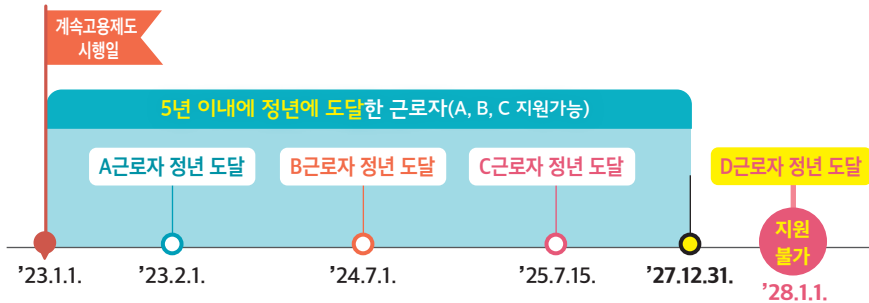 계속고용제도
시행일
5년 이내에 정년에 도달한 근로자(A, B, C 지원가능)
A근로자 정년 도달
B근로자 정년 도달
C근로자 정년 도달
D근로자 정년 도달
지원
불가
’23.1.1.
’23.2.1.
’24.7.1.
’25.7.15.
’27.12.31.
’28.1.1.